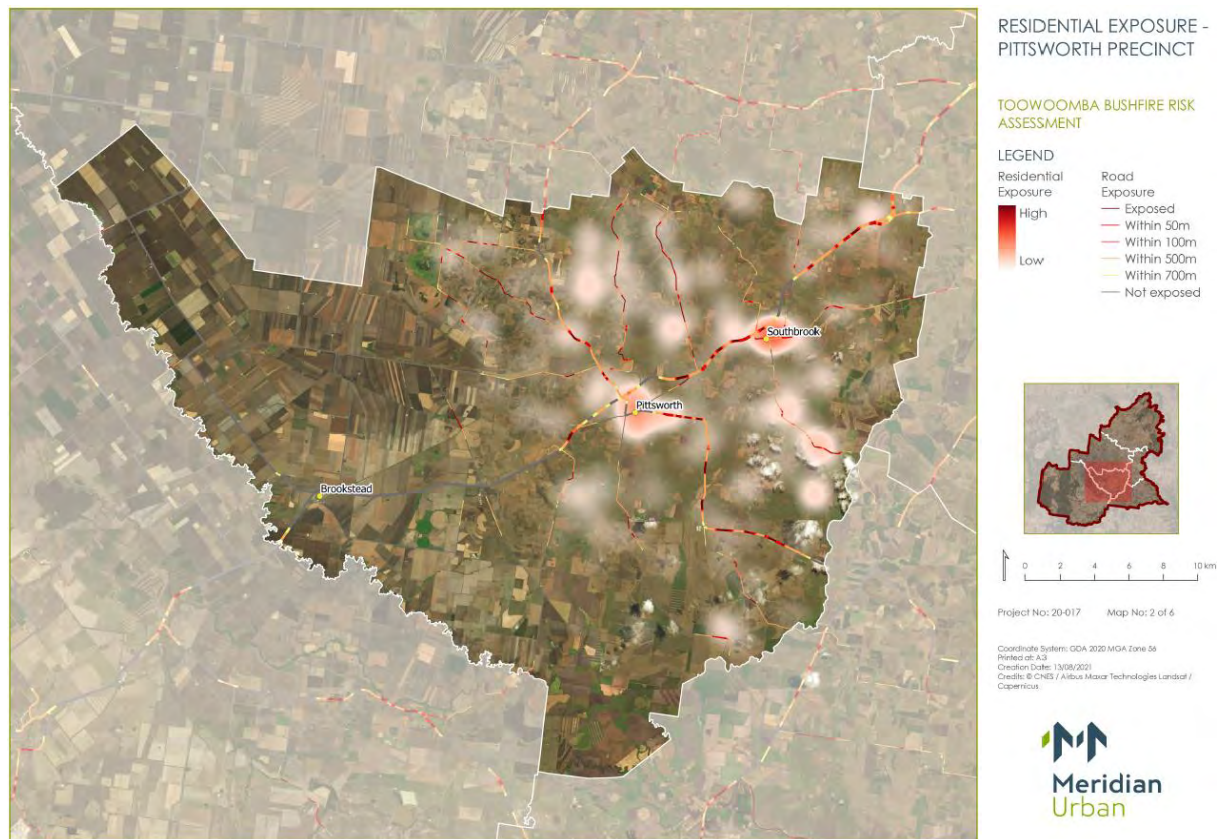 RESIDENTIAL EXPOSURE -
PITTSWORTH PRECINCT
TOOWOOMBA BUSHFIRE RISK
ASSESSMENT
LEGEND
Residential
Exposure
High
Low
Road
Exposure
Exposed
Within 50m
Within 100m
Within 500m
Within 700m
Not exposed
Southbrook
Pittsworth
Brookstead
0 2 4 6 8 10 km
Project No: 20-017 Map No: 2 of 6
Coordinate System: GDA 2020 MGA Zone 56
Printed at: A3
Creation Date: 13/08/2021
Credits: © CNES / Airbus Maxar Technologies Landsat /
Copernicus
Meridian
Urban